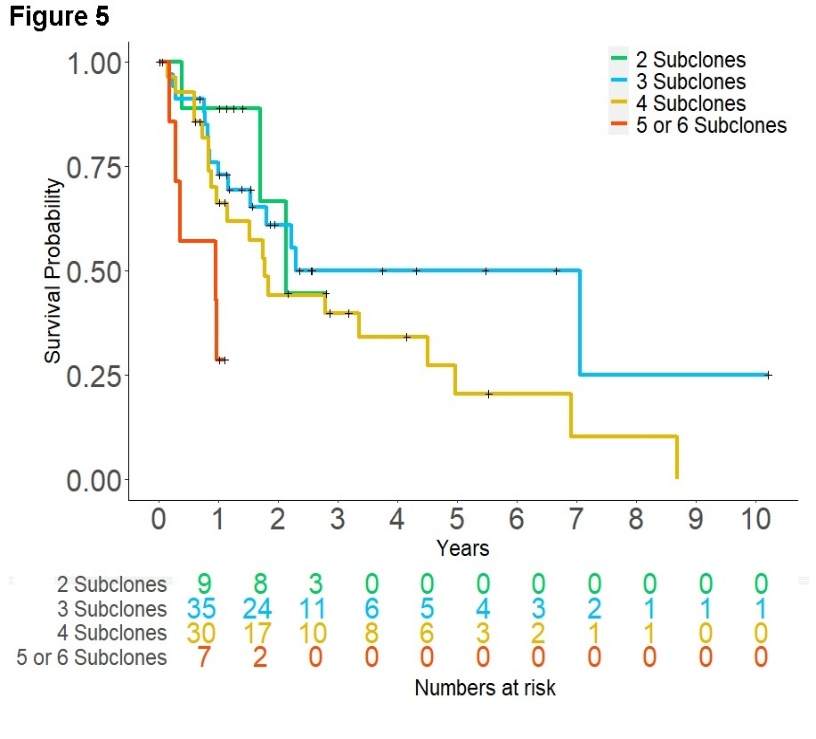 Figure 5
2 Subclones
3 Subclones
4 Subclones
5 or 6 Subclones
Survival Probability
1.00
0.75
0.50
0.25
0.00
0 1 2 3 4 5 6 7 8 9 10
Years
2 Subclones 9 8 3 0 0 0 0 0 0 0 0
3 Subclones 35 24 11 6 5 4 3 2 1 1 1
4 Subclones 30 17 10 8 6 3 2 1 1 0 0
5 or 6 Subclones 7 2 0 0 0 0 0 0 0 0 0
Numbers at risk